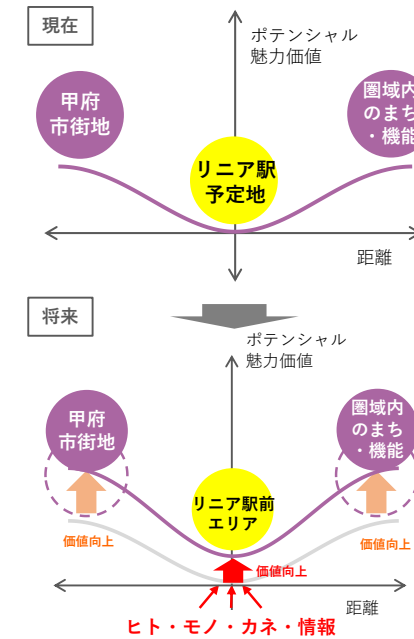 現在
ポテンシャル
魅力価値
甲府
市街地
圏域内
のまち
・機能
リニア駅
予定地
距離
将来
ポテンシャル
魅力価値
甲府
市街地
圏域内
のまち
・機能
リニア駅前
エリア
価値向上
価値向上
価値向上
距離
ヒト・モノ・カネ・情報